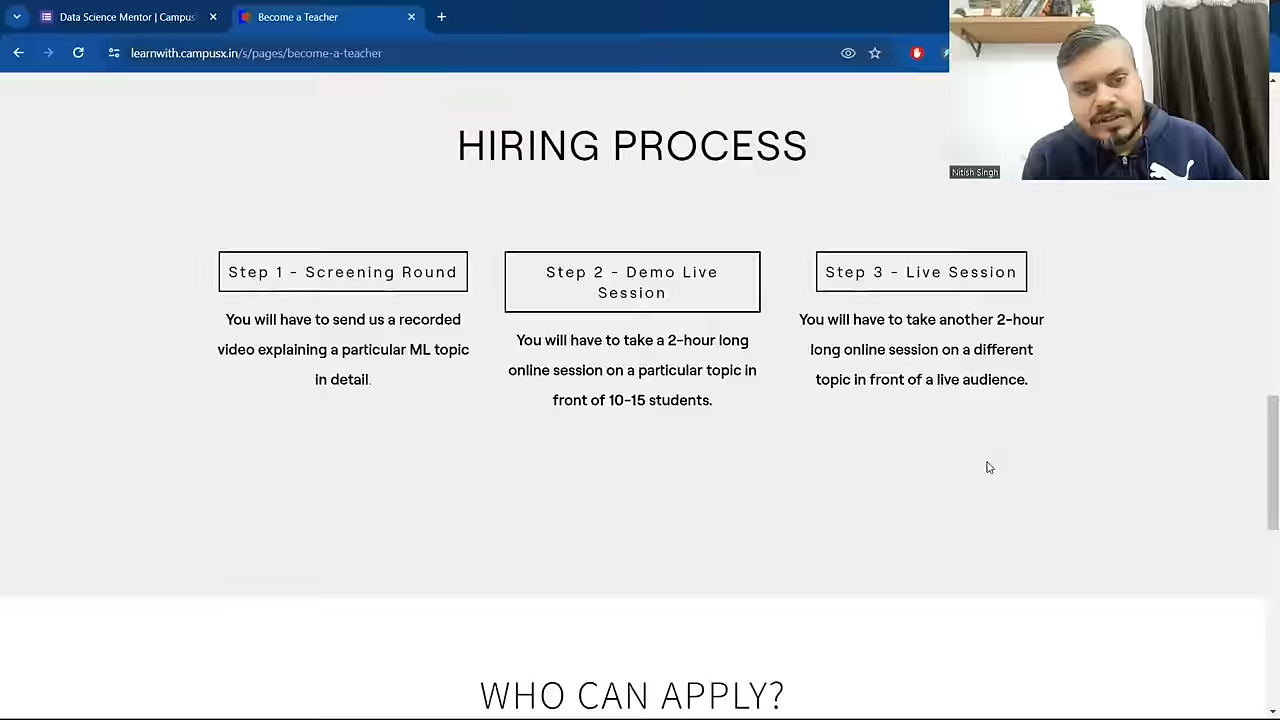 Data Science Mentor | Campus
Become a Teacher
learnwith.campusx.in/s/pages/become-a-teacher
Nitish Singh
HIRING PROCESS
Step 1 - Screening Round
You will have to send us a recorded
video explaining a particular ML topic
in detail.
Step 2 - Demo Live
Session
You will have to take a 2-hour long
online session on a particular topic in
front of 10-15 students.
Step 3 - Live Session
You will have to take another 2-hour
long online session on a different
topic in front of a live audience.
WHO CAN APPLY?